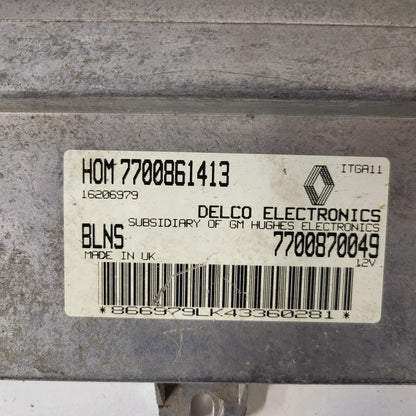 HOM 7700861413
ITGA11
16206979
DELCO ELECTRONICS
SUBSIDIARY OF GM HUGHES ELECTRONICS
BLNS 7700870049
MADE IN UK 12V
*866979LK43360281*